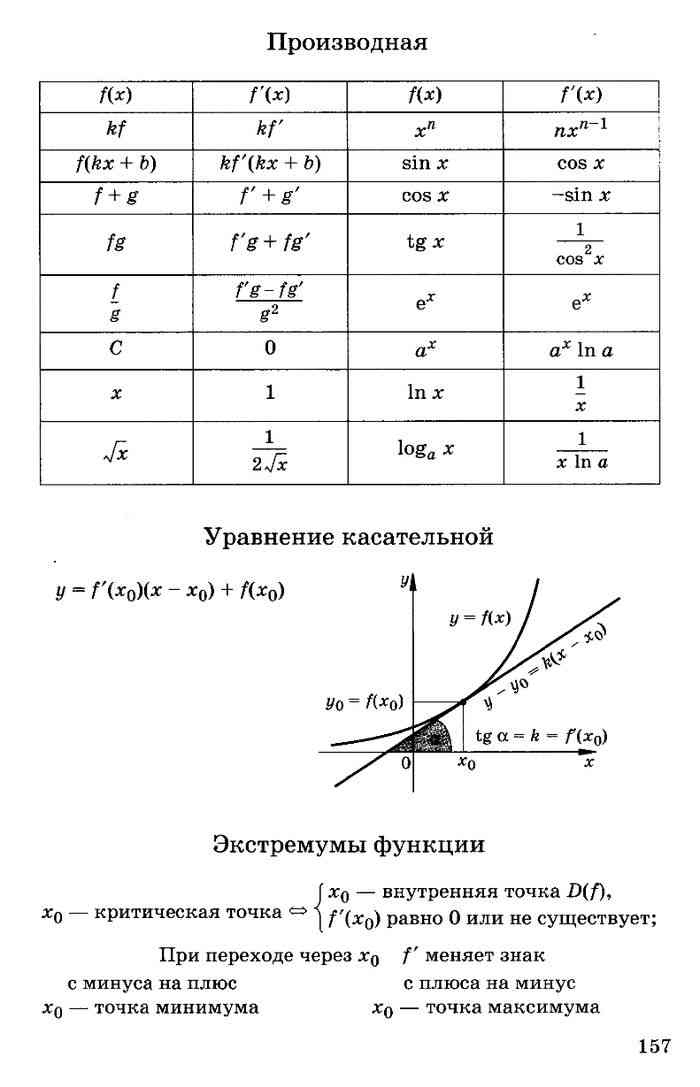 Производная
f(x) f'(x) f(x) f'(x)
kf kf' xⁿ nxⁿ⁻¹
f(kx + b) kf'(kx + b) sin x cos x
f + g f' + g' cos x −sin x
fg f'g + fg' tg x 1/cos² x
f/g (f'g − fg')/g² eˣ eˣ
C 0 aˣ aˣ ln a
x 1 ln x 1/x
√x 1/(2√x) logₐ x 1/(x ln a)
Уравнение касательной
y = f'(x₀)(x − x₀) + f(x₀)
y
y = f(x)
y − y₀ = k(x − x₀)
y₀ = f(x₀)
tg α = k = f'(x₀)
0 x₀ x
Экстремумы функции
x₀ — критическая точка ⇔ { x₀ — внутренняя точка D(f),
f'(x₀) равно 0 или не существует;
При переходе через x₀ f' меняет знак
с минуса на плюс с плюса на минус
x₀ — точка минимума x₀ — точка максимума
157